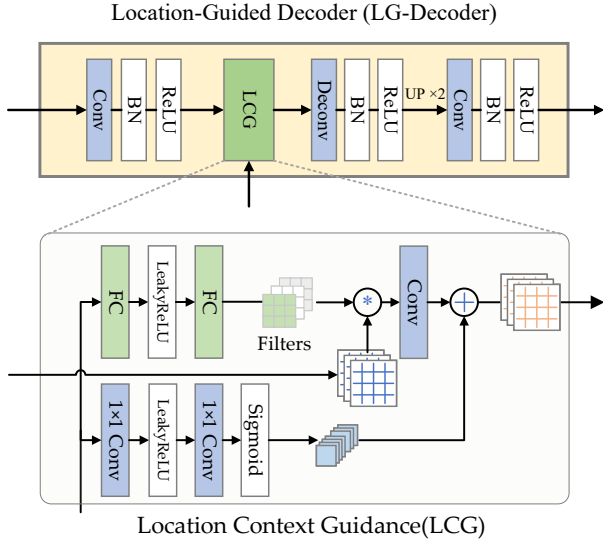 Location-Guided Decoder (LG-Decoder)
Conv
BN
ReLU
LCG
Deconv
BN
ReLU
UP ×2
Conv
BN
ReLU
FC
LeakyReLU
FC
Filters
*
Conv
+
1×1 Conv
LeakyReLU
1×1 Conv
Sigmoid
Location Context Guidance(LCG)